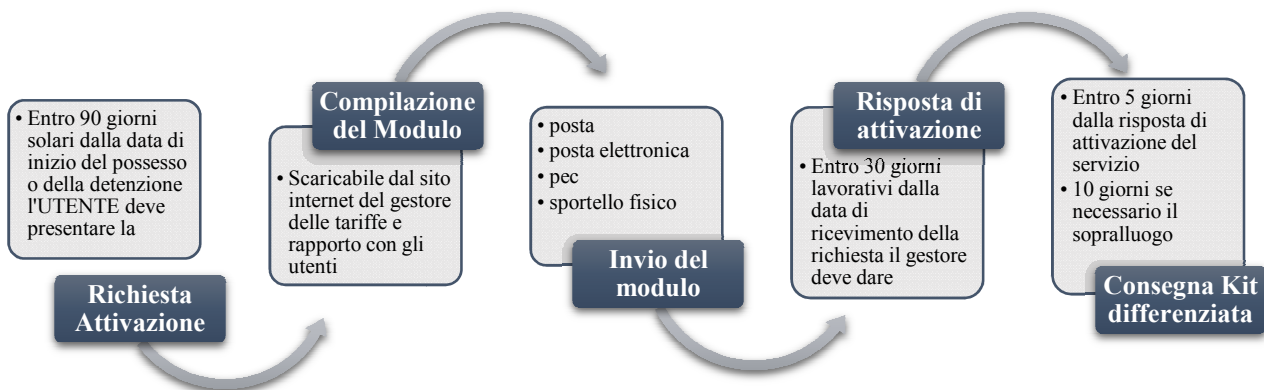 • Entro 90 giorni
solari dalla data di
inizio del possesso
o della detenzione
l'UTENTE deve
presentare la
Richiesta
Attivazione
Compilazione
del Modulo
• Scaricabile dal sito
internet del gestore
delle tariffe e
rapporto con gli
utenti
• posta
• posta elettronica
• pec
• sportello fisico
Invio del
modulo
Risposta di
attivazione
• Entro 30 giorni
lavorativi dalla
data di
ricevimento della
richiesta il gestore
deve dare
• Entro 5 giorni
dalla risposta di
attivazione del
servizio
• 10 giorni se
necessario il
sopralluogo
Consegna Kit
differenziata